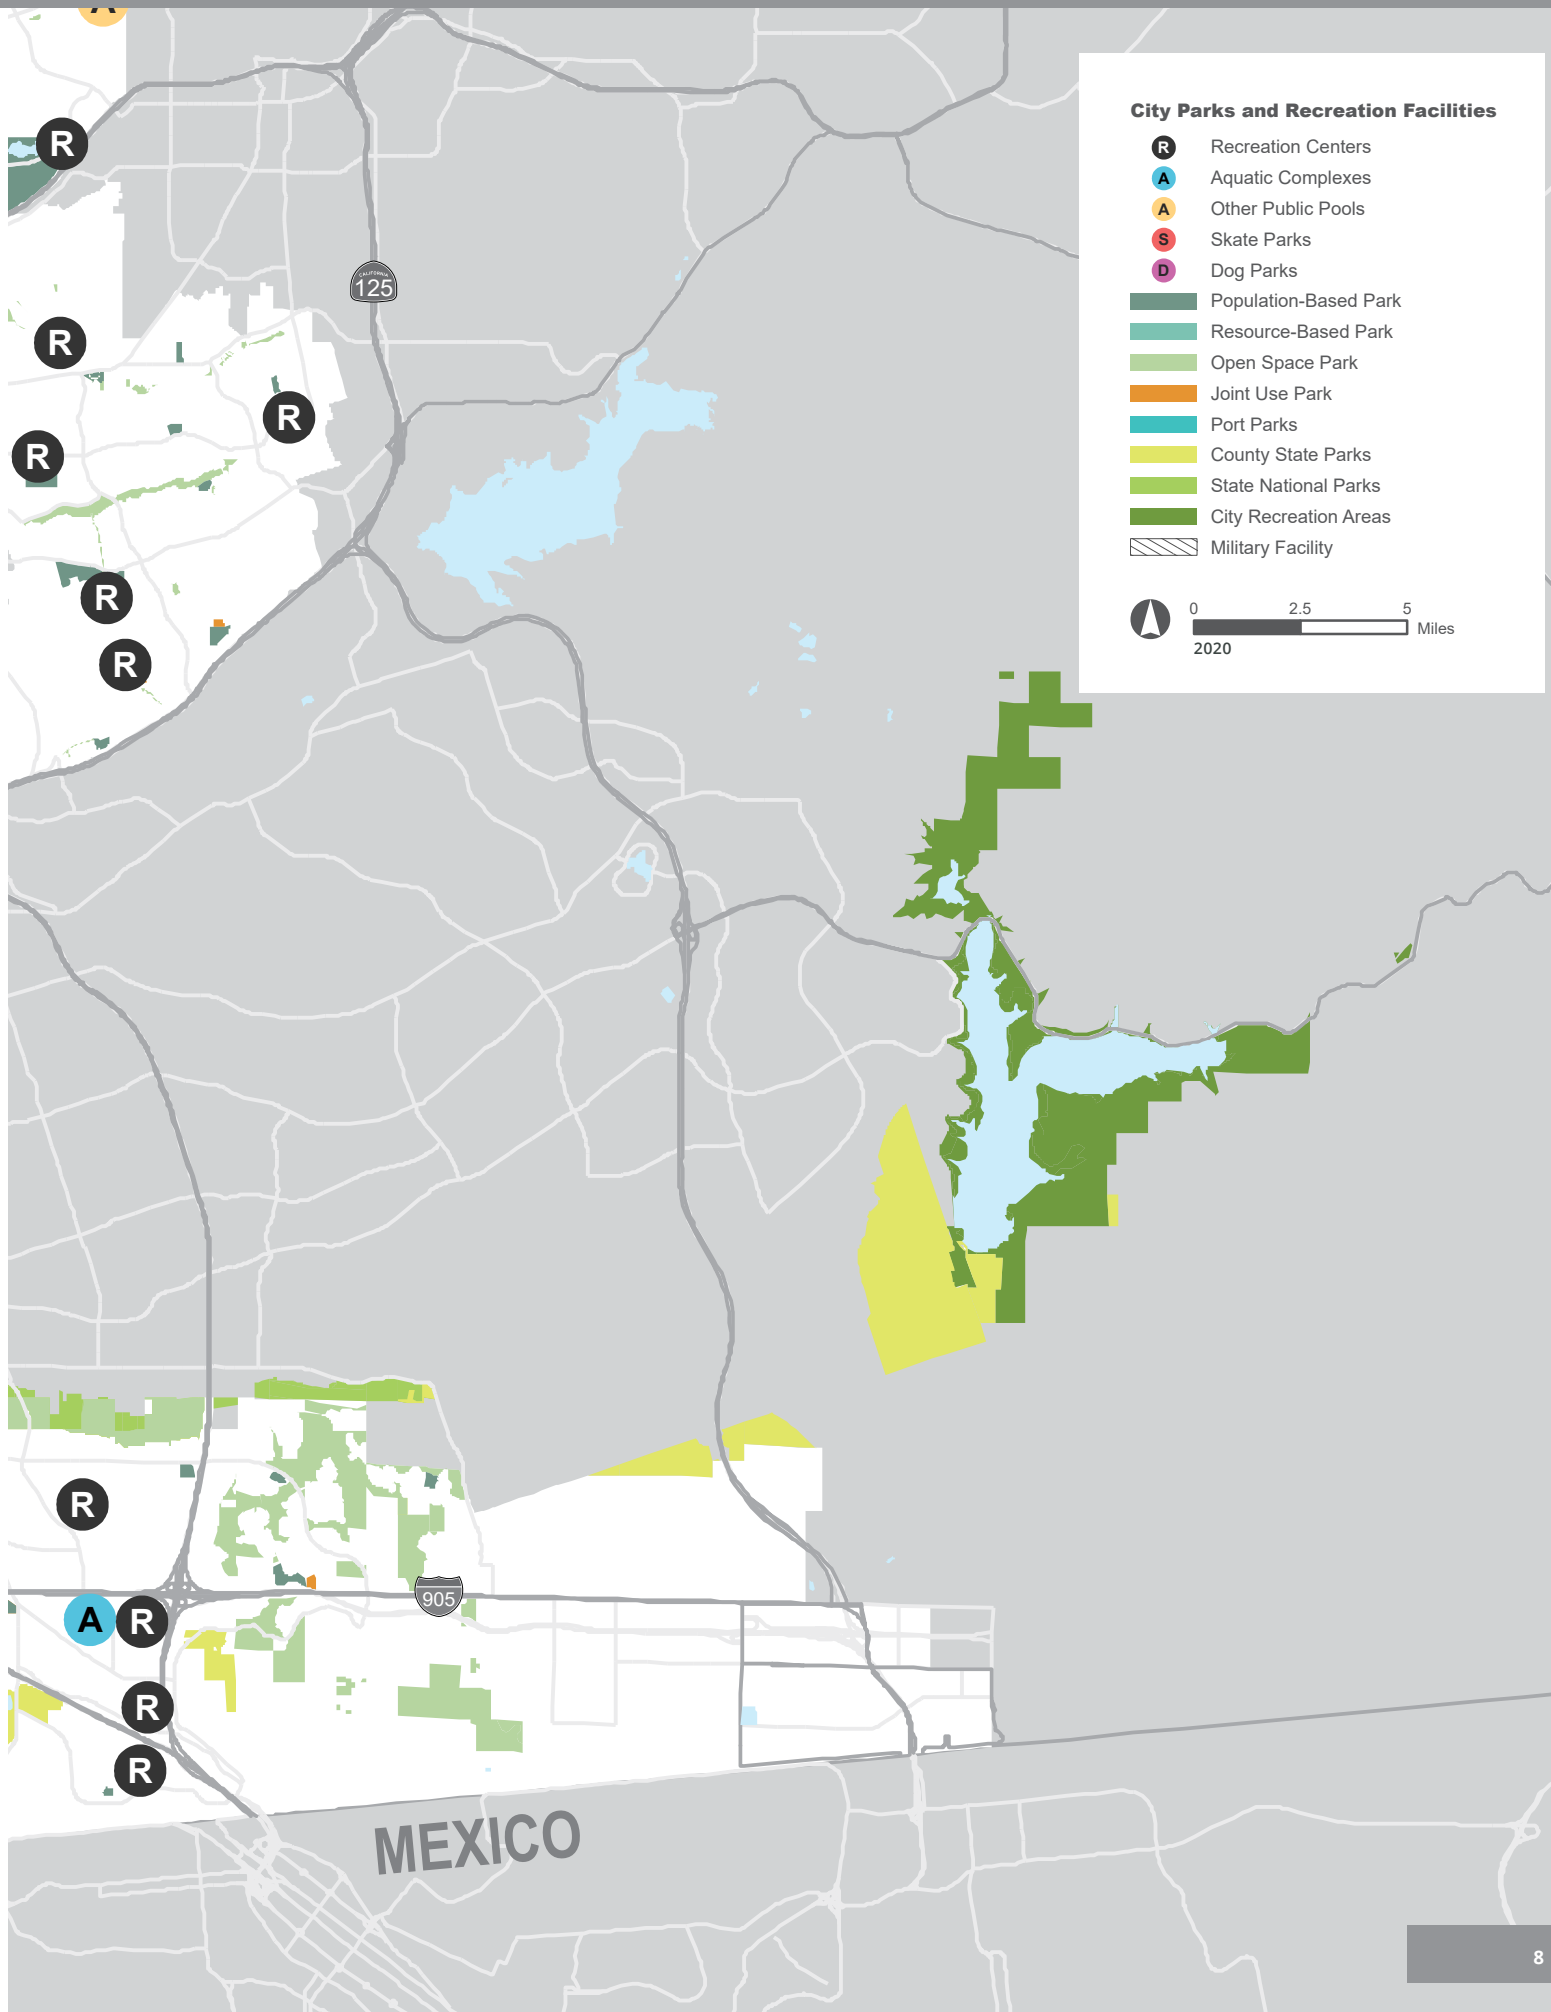 A
City Parks and Recreation Facilities
R Recreation Centers
A Aquatic Complexes
A Other Public Pools
S Skate Parks
D Dog Parks
Population-Based Park
Resource-Based Park
Open Space Park
Joint Use Park
Port Parks
County State Parks
State National Parks
City Recreation Areas
Military Facility
0 2.5 5
Miles
2020
R
CALIFORNIA
125
R
R
R
R
R
R
905
A R
R
R
MEXICO
8